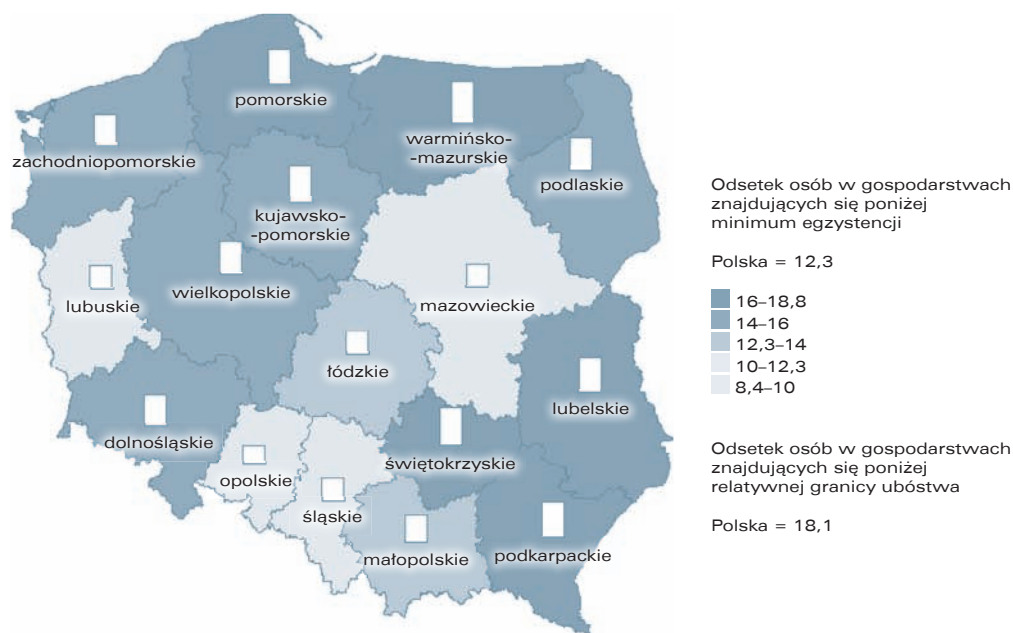 pomorskie
warmińsko-
-mazurskie
zachodniopomorskie
podlaskie
kujawsko-
-pomorskie
lubuskie
wielkopolskie
mazowieckie
łódzkie
lubelskie
dolnośląskie
świętokrzyskie
opolskie
śląskie
małopolskie
podkarpackie
Odsetek osób w gospodarstwach
znajdujących się poniżej
minimum egzystencji
Polska = 12,3
16–18,8
14–16
12,3–14
10–12,3
8,4–10
Odsetek osób w gospodarstwach
znajdujących się poniżej
relatywnej granicy ubóstwa
Polska = 18,1